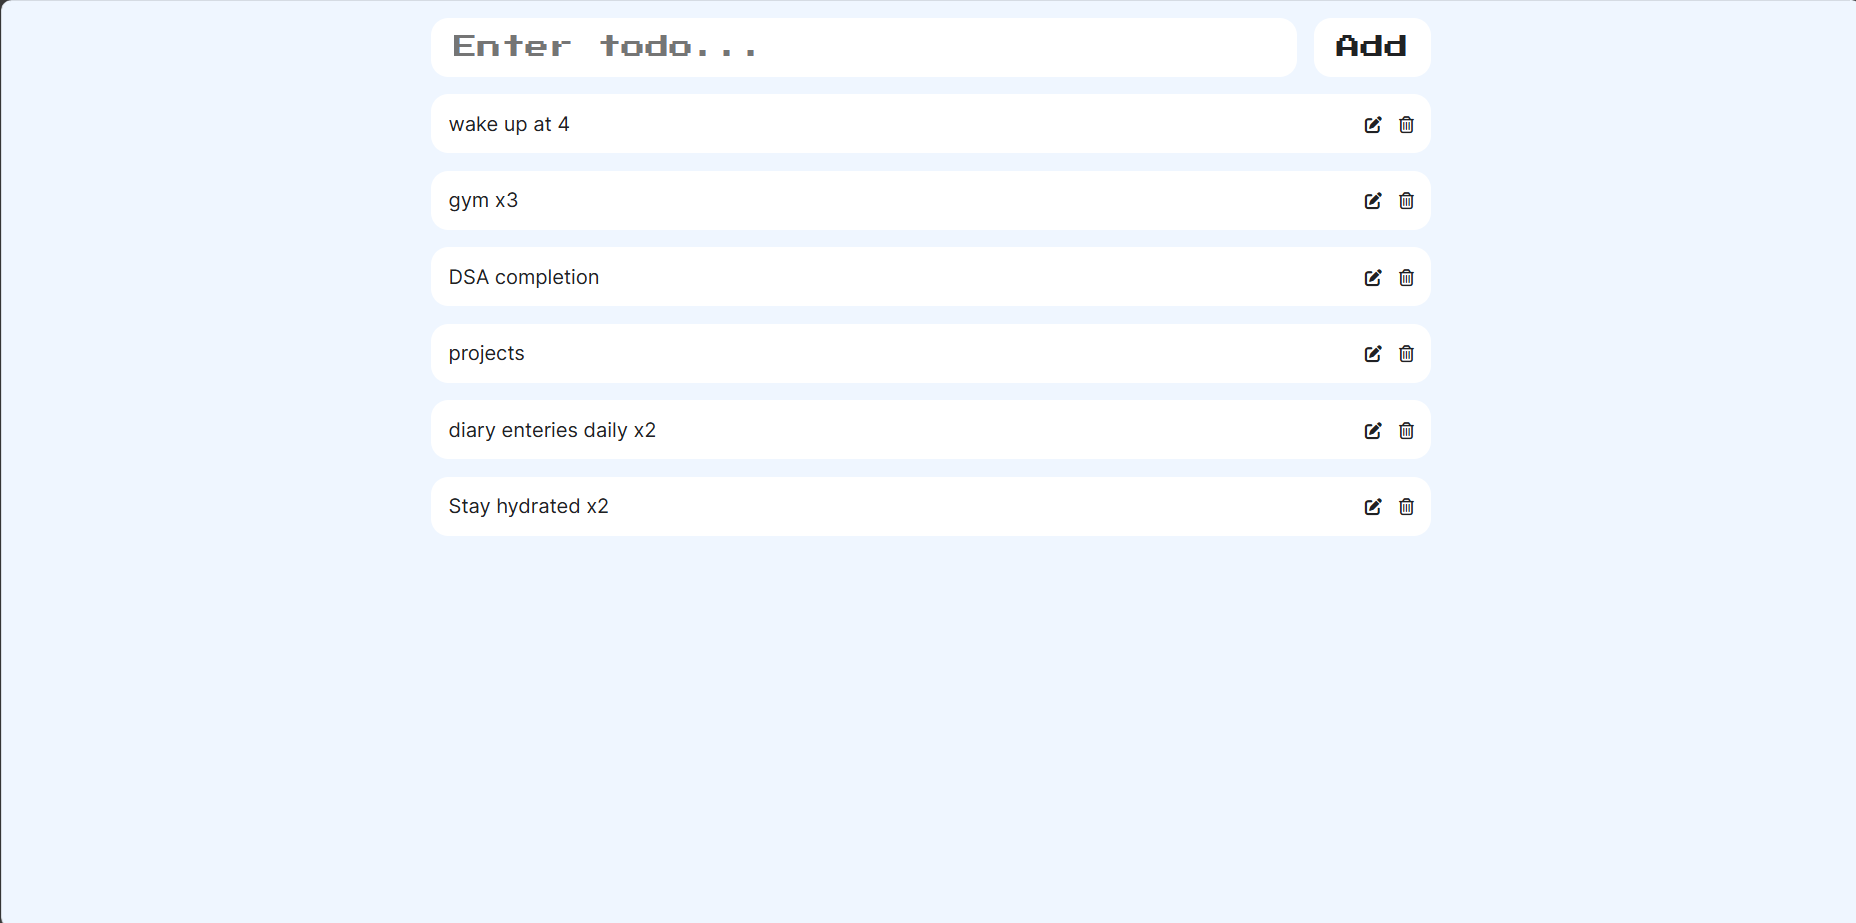 Enter todo...
Add
wake up at 4
gym x3
DSA completion
projects
diary enteries daily x2
Stay hydrated x2